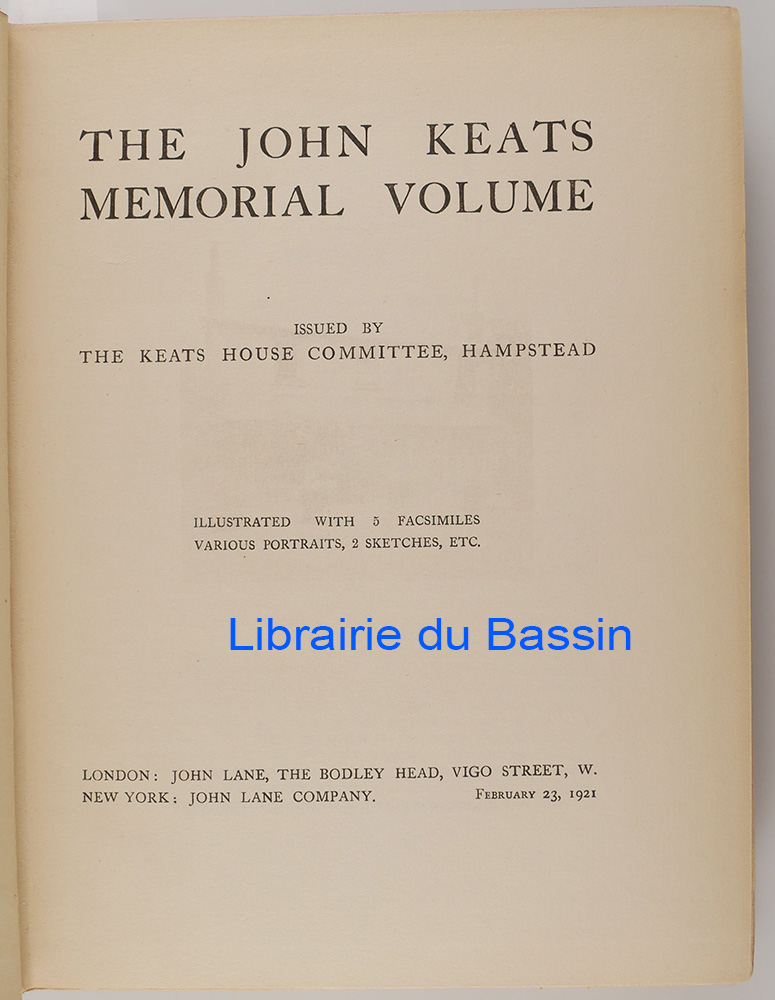 THE JOHN KEATS
MEMORIAL VOLUME
ISSUED BY
THE KEATS HOUSE COMMITTEE, HAMPSTEAD
ILLUSTRATED WITH 5 FACSIMILES
VARIOUS PORTRAITS, 2 SKETCHES, ETC.
Librairie du Bassin
LONDON: JOHN LANE, THE BODLEY HEAD, VIGO STREET, W.
NEW YORK: JOHN LANE COMPANY. FEBRUARY 23, 1921